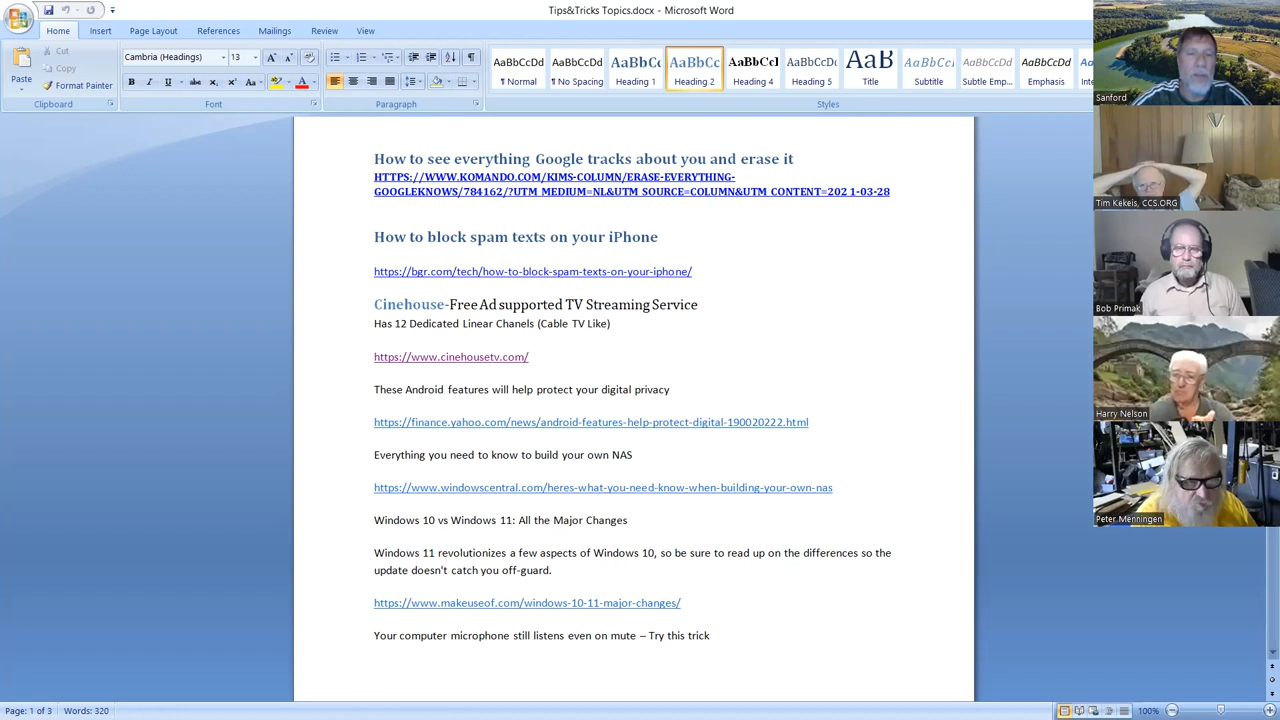 Tips&Tricks Topics.docx - Microsoft Word
Home Insert Page Layout References Mailings Review View
Paste
Cut
Copy
Format Painter
Clipboard
Cambria (Headings) 13
Font
Paragraph
AaBbCcDd AaBbCcDd AaBbCc AaBbCc AaBbCcI AaBbCcDc AaB AaBbCcDd AaBbCcDd AaBbCcDd
¶ Normal ¶ No Spacing Heading 1 Heading 2 Heading 4 Heading 5 Title Subtitle Subtle Emp... Emphasis
Styles
How to see everything Google tracks about you and erase it
HTTPS://WWW.KOMANDO.COM/KIMS-COLUMN/ERASE-EVERYTHING-
GOOGLEKNOWS/784162/?UTM_MEDIUM=NL&UTM_SOURCE=COLUMN&UTM_CONTENT=2021-03-28
How to block spam texts on your iPhone
https://bgr.com/tech/how-to-block-spam-texts-on-your-iphone/
Cinehouse-Free Ad supported TV Streaming Service
Has 12 Dedicated Linear Chanels (Cable TV Like)
https://www.cinehousetv.com/
These Android features will help protect your digital privacy
https://finance.yahoo.com/news/android-features-help-protect-digital-190020222.html
Everything you need to know to build your own NAS
https://www.windowscentral.com/heres-what-you-need-know-when-building-your-own-nas
Windows 10 vs Windows 11: All the Major Changes
Windows 11 revolutionizes a few aspects of Windows 10, so be sure to read up on the differences so the
update doesn't catch you off-guard.
https://www.makeuseof.com/windows-10-11-major-changes/
Your computer microphone still listens even on mute – Try this trick
Page: 1 of 3 Words: 320
100%
Sanford
Tim Kekeis, CCS.ORG
Bob Primak
Harry Nelson
Peter Menningen